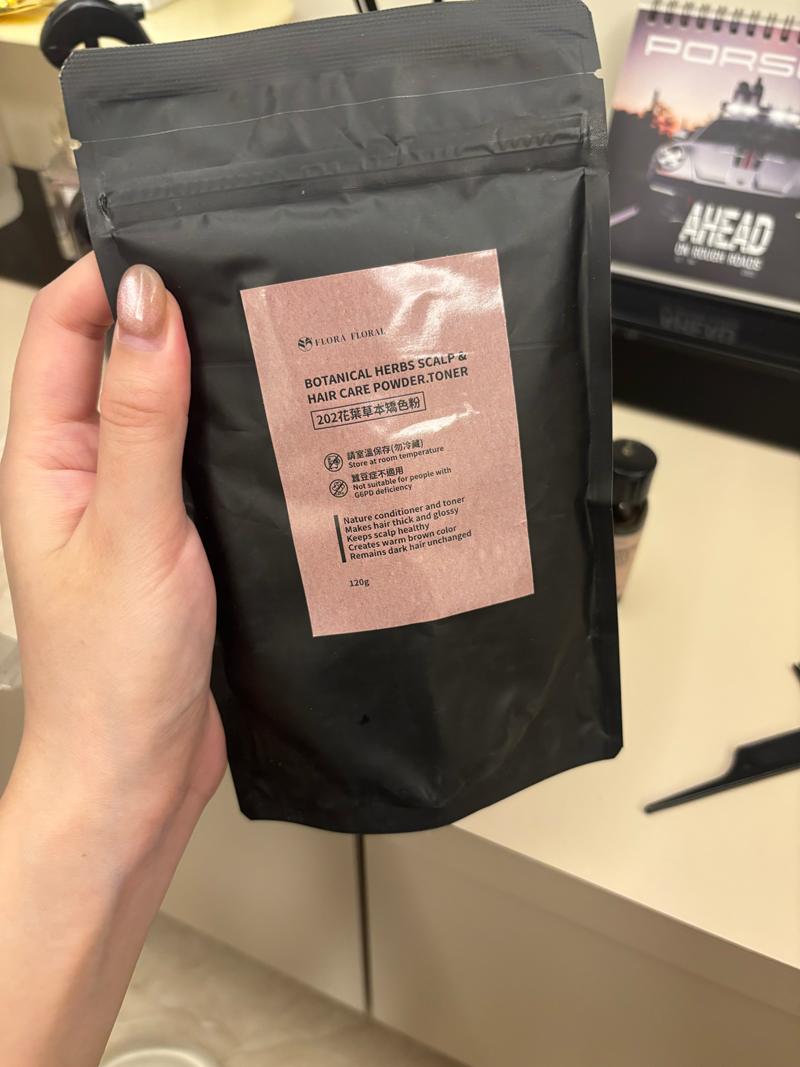 FLORA FLORAL
BOTANICAL HERBS SCALP &
HAIR CARE POWDER.TONER
202花葉草本矯色粉
請室溫保存(勿冷藏)
Store at room temperature
蠶豆症不適用
Not suitable for people with
G6PD deficiency
Nature conditioner and toner
Makes hair thick and glossy
Keeps scalp healthy
Creates warm brown color
Remains dark hair unchanged
120g
PORS
AHEAD
ON ROUGH ROADS